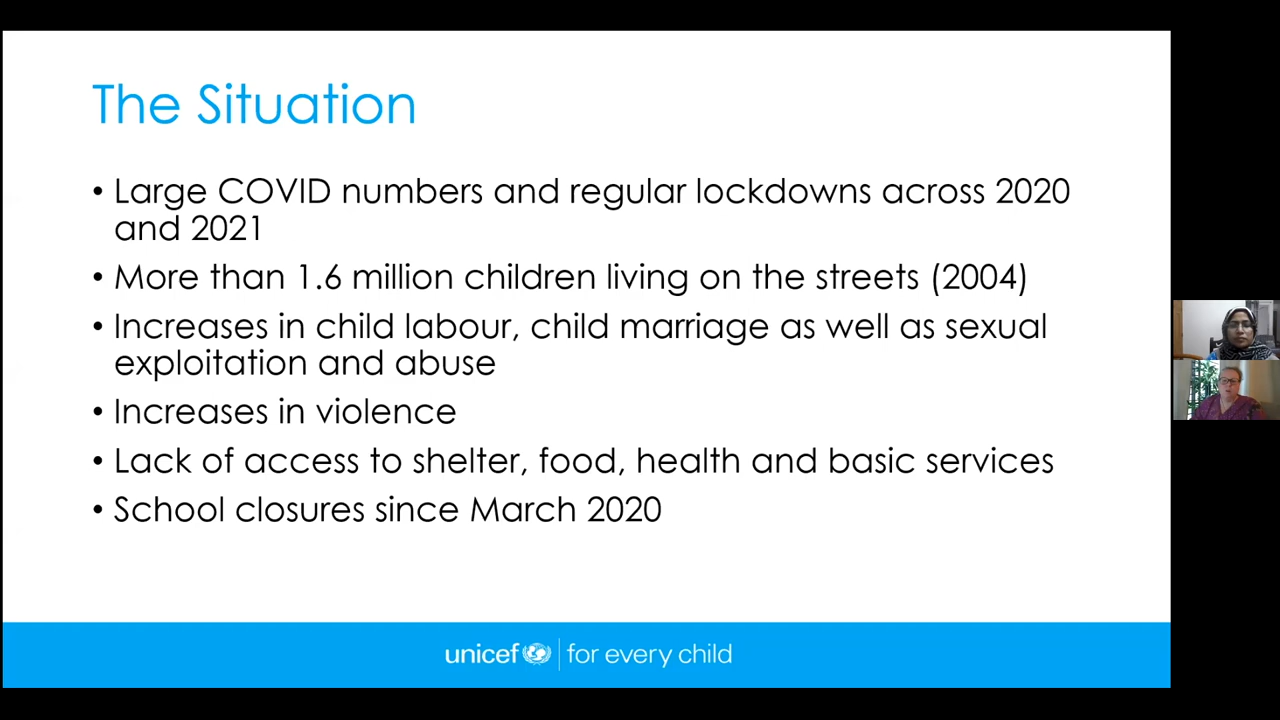 The Situation
• Large COVID numbers and regular lockdowns across 2020
and 2021
• More than 1.6 million children living on the streets (2004)
• Increases in child labour, child marriage as well as sexual
exploitation and abuse
• Increases in violence
• Lack of access to shelter, food, health and basic services
• School closures since March 2020
unicef | for every child